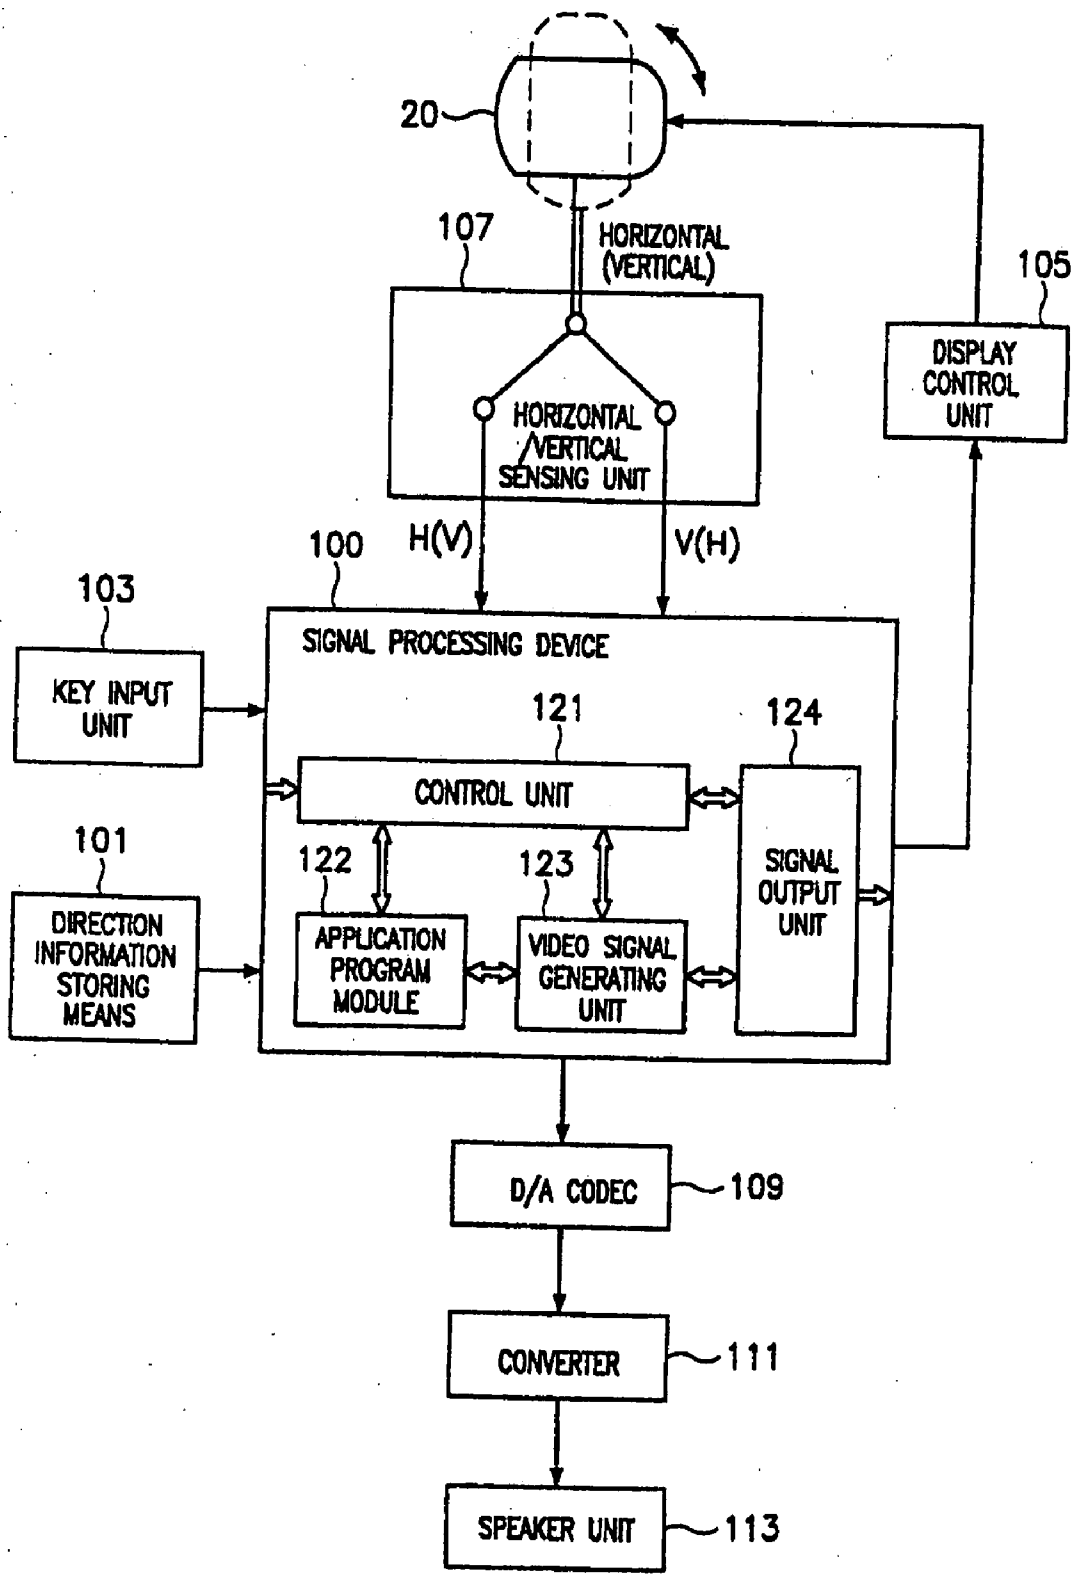 20
107
HORIZONTAL
(VERTICAL)
105
DISPLAY
CONTROL
UNIT
HORIZONTAL
/VERTICAL
SENSING UNIT
H(V)
V(H)
100
103
SIGNAL PROCESSING DEVICE
KEY INPUT
UNIT
121
124
CONTROL UNIT
101
122
123
SIGNAL
OUTPUT
UNIT
DIRECTION
INFORMATION
STORING
MEANS
APPLICATION
PROGRAM
MODULE
VIDEO SIGNAL
GENERATING
UNIT
D/A CODEC
109
CONVERTER
111
SPEAKER UNIT
113